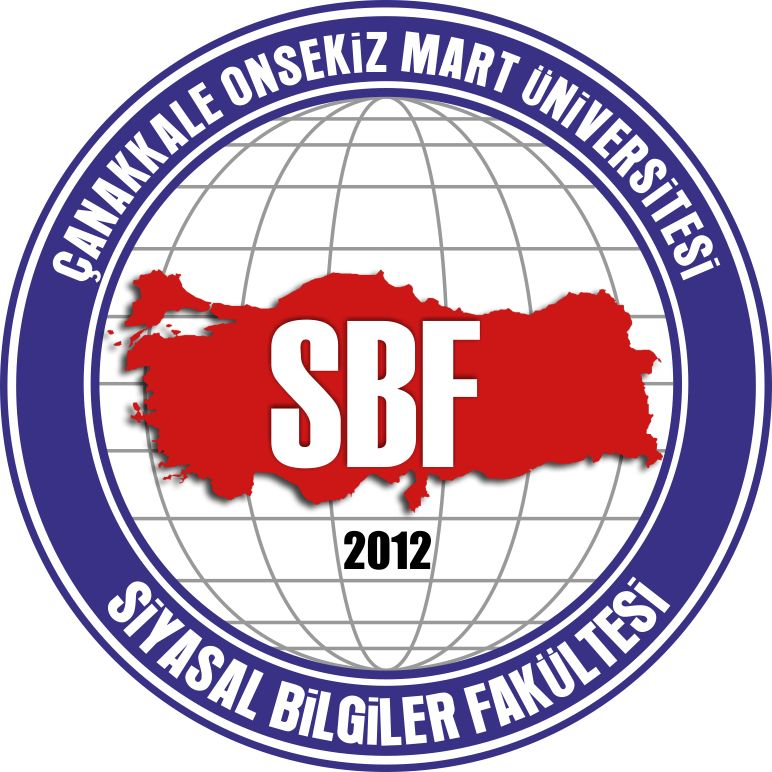 ÇANAKKALE ONSEKİZ MART ÜNİVERSİTESİ
SBF
2012
SİYASAL BİLGİLER FAKÜLTESİ